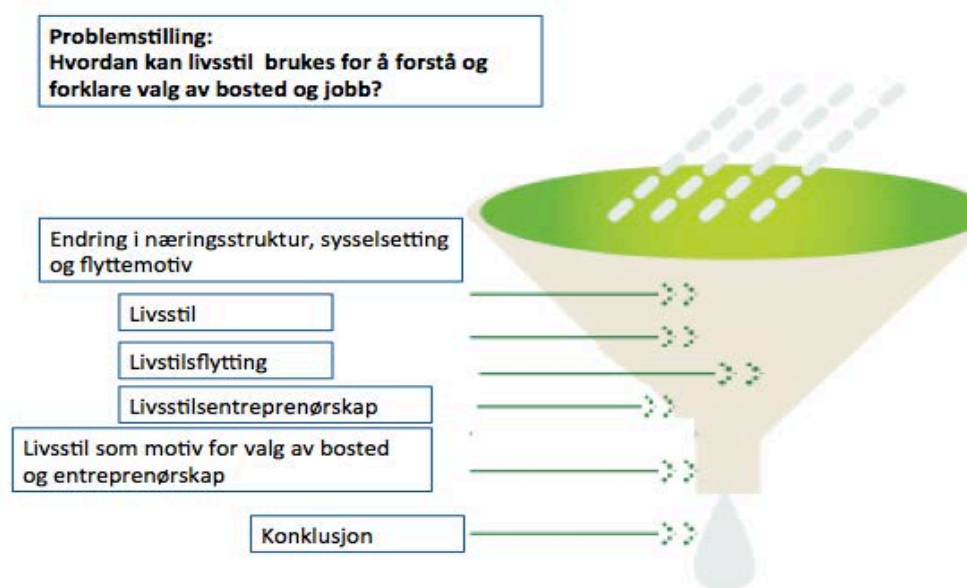 Problemstilling:
Hvordan kan livsstil brukes for å forstå og
forklare valg av bosted og jobb?
Endring i næringsstruktur, sysselsetting
og flyttemotiv
Livsstil
Livstilsflytting
Livsstilsentreprenørskap
Livsstil som motiv for valg av bosted
og entreprenørskap
Konklusjon